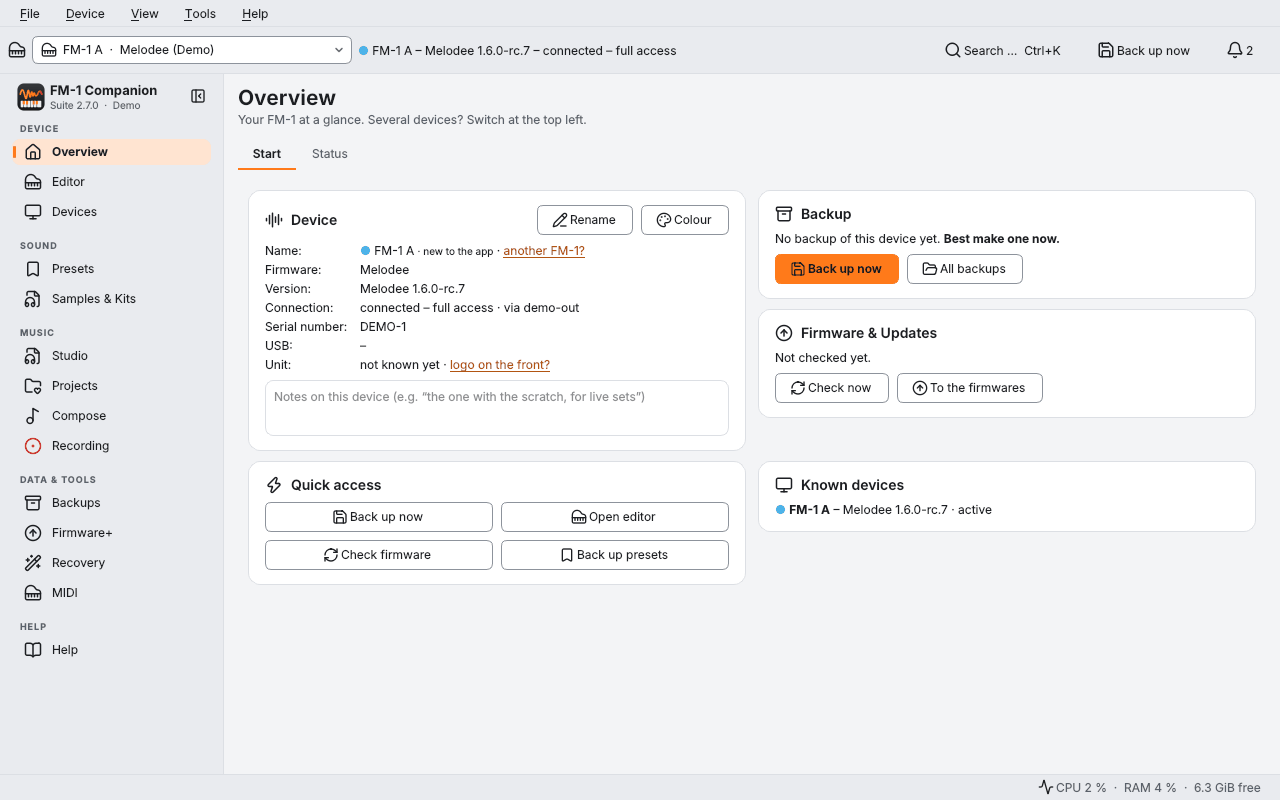 File Device View Tools Help
FM-1 A · Melodee (Demo)
FM-1 A – Melodee 1.6.0-rc.7 – connected – full access
Search ... Ctrl+K
Back up now
2
FM-1 Companion
Suite 2.7.0 · Demo
DEVICE
Overview
Editor
Devices
SOUND
Presets
Samples & Kits
MUSIC
Studio
Projects
Compose
Recording
DATA & TOOLS
Backups
Firmware+
Recovery
MIDI
HELP
Help
Overview
Your FM-1 at a glance. Several devices? Switch at the top left.
Start Status
Device
Rename Colour
Name: FM-1 A · new to the app · another FM-1?
Firmware: Melodee
Version: Melodee 1.6.0-rc.7
Connection: connected – full access · via demo-out
Serial number: DEMO-1
USB: –
Unit: not known yet · logo on the front?
Notes on this device (e.g. “the one with the scratch, for live sets”)
Backup
No backup of this device yet. Best make one now.
Back up now All backups
Firmware & Updates
Not checked yet.
Check now To the firmwares
Quick access
Back up now Open editor
Check firmware Back up presets
Known devices
FM-1 A – Melodee 1.6.0-rc.7 · active
CPU 2 % · RAM 4 % · 6.3 GiB free